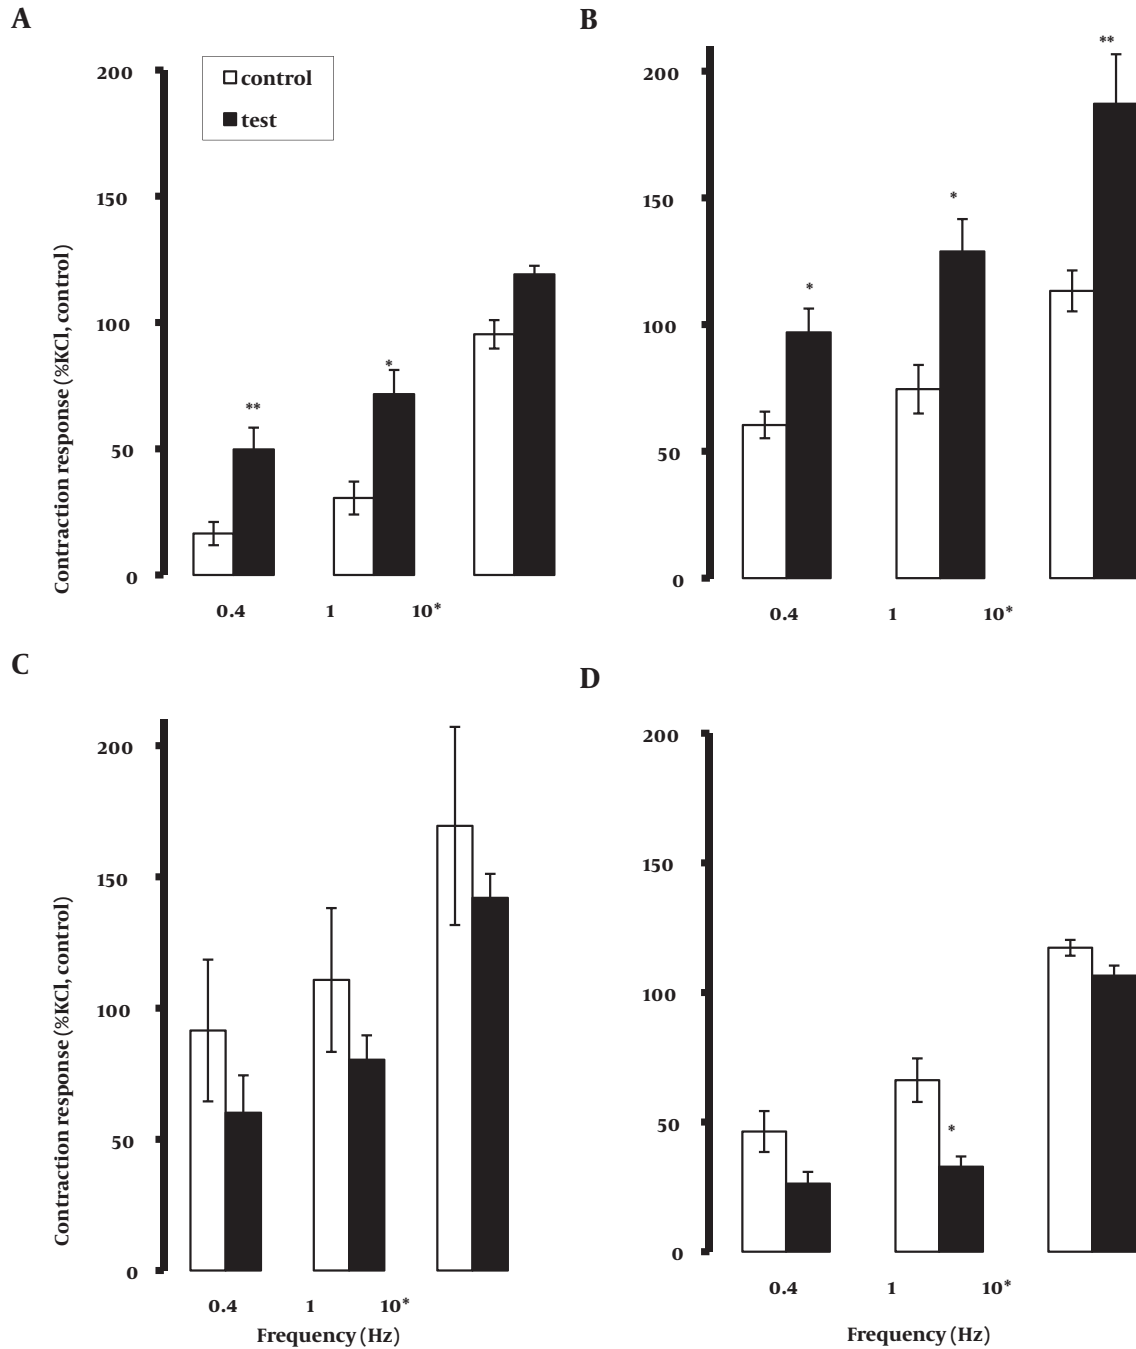 A
200
150
100
50
0
Contraction response (%KCl, control)
control
test
**
*
0.4 1 10*
B
200
150
100
50
0
*
*
**
0.4 1 10*
C
200
150
100
50
0
Contraction response (%KCl, control)
0.4 1 10*
Frequency (Hz)
D
200
150
100
50
0
*
0.4 1 10*
Frequency (Hz)